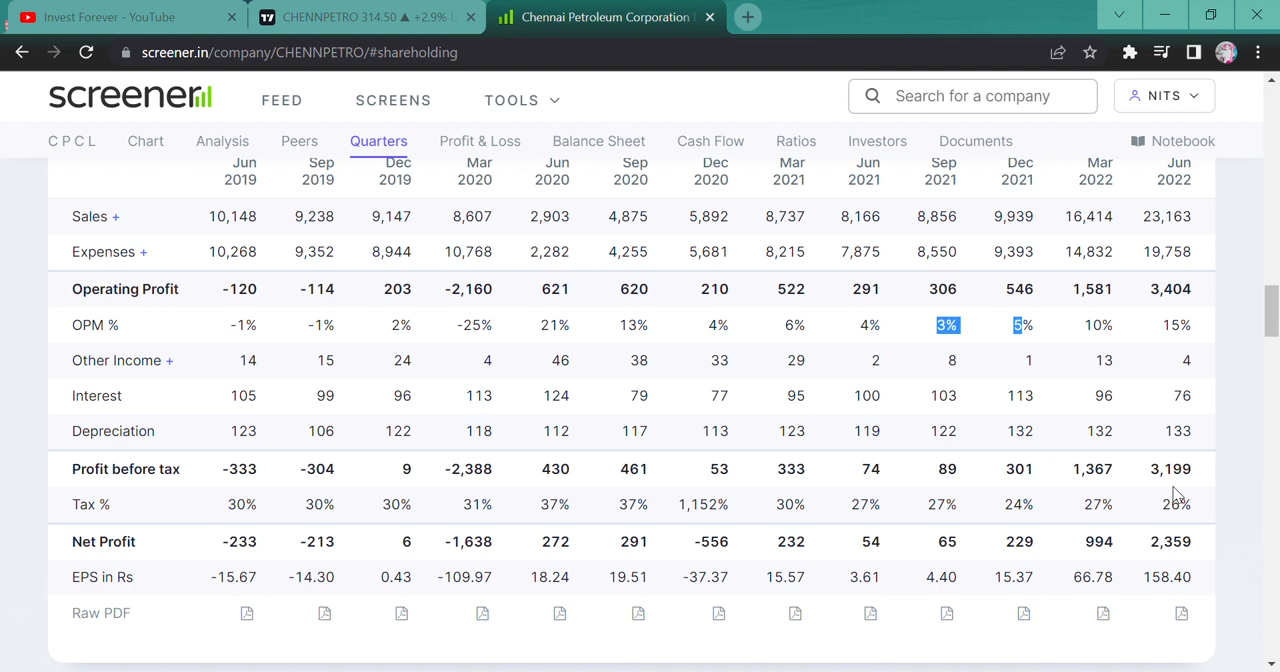 Invest Forever - YouTube
CHENNPETRO 314.50 ▲ +2.9%
Chennai Petroleum Corporation
screener.in/company/CHENNPETRO/#shareholding
screener FEED SCREENS TOOLS Search for a company NITS
C P C L Chart Analysis Peers Quarters Profit & Loss Balance Sheet Cash Flow Ratios Investors Documents Notebook
Jun Sep Dec Mar Jun Sep Dec Mar Jun Sep Dec Mar Jun
2019 2019 2019 2020 2020 2020 2020 2021 2021 2021 2021 2022 2022
Sales + 10,148 9,238 9,147 8,607 2,903 4,875 5,892 8,737 8,166 8,856 9,939 16,414 23,163
Expenses + 10,268 9,352 8,944 10,768 2,282 4,255 5,681 8,215 7,875 8,550 9,393 14,832 19,758
Operating Profit -120 -114 203 -2,160 621 620 210 522 291 306 546 1,581 3,404
OPM % -1% -1% 2% -25% 21% 13% 4% 6% 4% 3% 5% 10% 15%
Other Income + 14 15 24 4 46 38 33 29 2 8 1 13 4
Interest 105 99 96 113 124 79 77 95 100 103 113 96 76
Depreciation 123 106 122 118 112 117 113 123 119 122 132 132 133
Profit before tax -333 -304 9 -2,388 430 461 53 333 74 89 301 1,367 3,199
Tax % 30% 30% 30% 31% 37% 37% 1,152% 30% 27% 27% 24% 27% 26%
Net Profit -233 -213 6 -1,638 272 291 -556 232 54 65 229 994 2,359
EPS in Rs -15.67 -14.30 0.43 -109.97 18.24 19.51 -37.37 15.57 3.61 4.40 15.37 66.78 158.40
Raw PDF